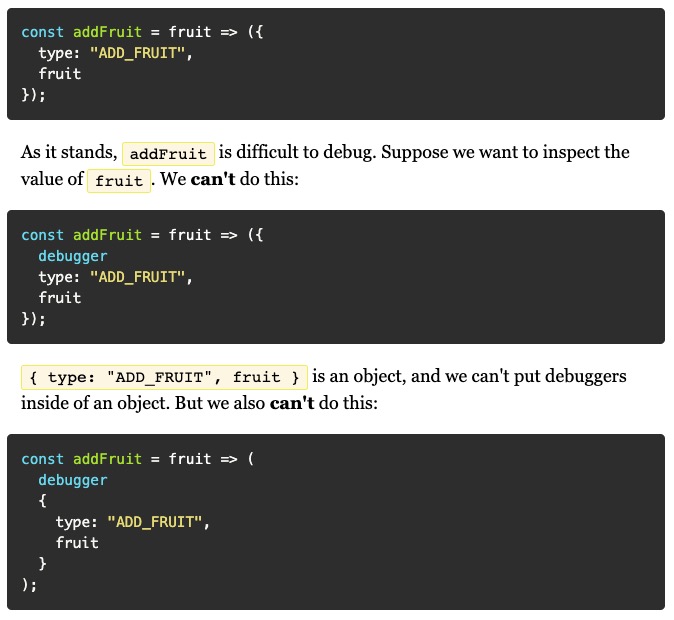 const addFruit = fruit => ({
  type: "ADD_FRUIT",
  fruit
});
As it stands, addFruit is difficult to debug. Suppose we want to inspect the
value of fruit. We can't do this:
const addFruit = fruit => ({
  debugger
  type: "ADD_FRUIT",
  fruit
});
{ type: "ADD_FRUIT", fruit } is an object, and we can't put debuggers
inside of an object. But we also can't do this:
const addFruit = fruit => (
  debugger
  {
    type: "ADD_FRUIT",
    fruit
  }
);